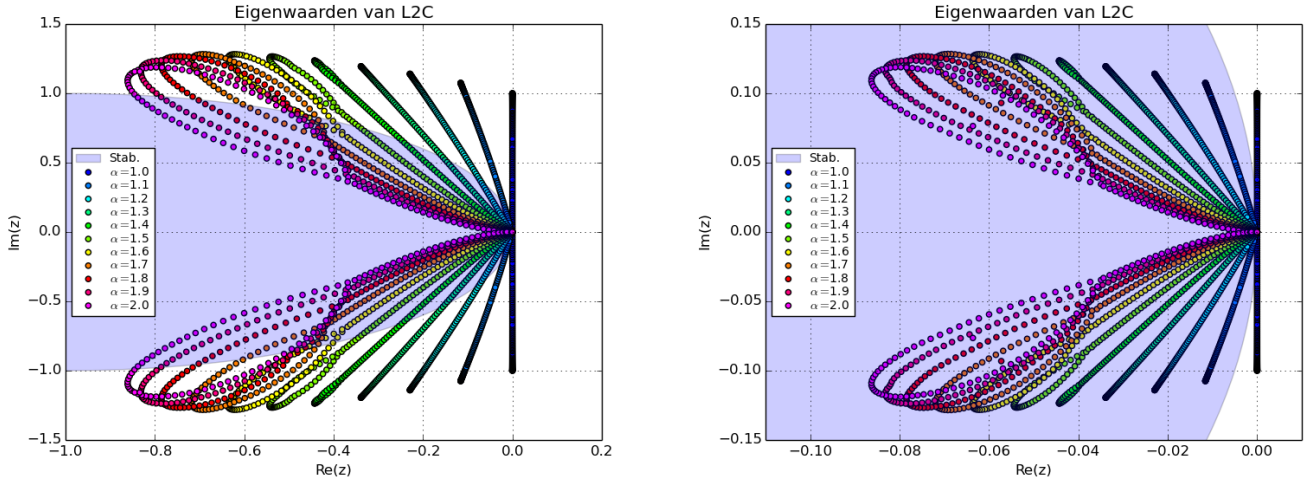 Eigenwaarden van L2C
1.5
1.0
0.5
0.0
−0.5
−1.0
−1.5
Im(z)
Stab.
α=1.0
α=1.1
α=1.2
α=1.3
α=1.4
α=1.5
α=1.6
α=1.7
α=1.8
α=1.9
α=2.0
−1.0 −0.8 −0.6 −0.4 −0.2 0.0 0.2
Re(z)
Eigenwaarden van L2C
0.15
0.10
0.05
0.00
−0.05
−0.10
−0.15
Im(z)
Stab.
α=1.0
α=1.1
α=1.2
α=1.3
α=1.4
α=1.5
α=1.6
α=1.7
α=1.8
α=1.9
α=2.0
−0.10 −0.08 −0.06 −0.04 −0.02 0.00
Re(z)